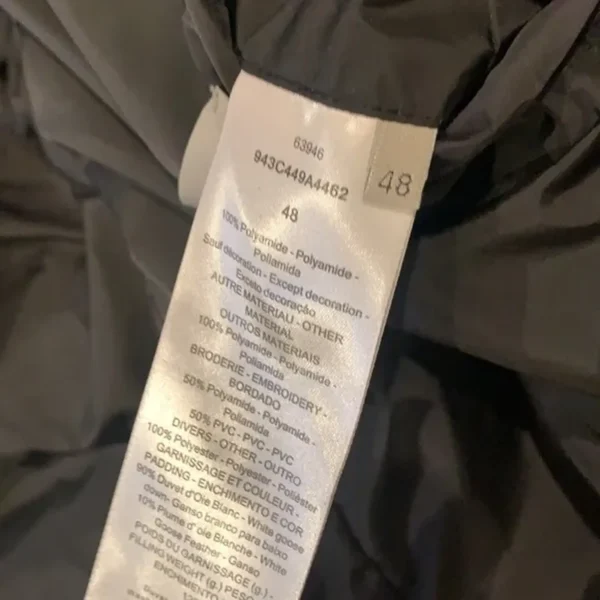 63946
943C449A4462
48
48
100% Polyamide - Polyamide -
Poliamida
Sauf décoration - Except decoration -
Exceto decoração
AUTRE MATERIAU - OTHER
MATERIAL
OUTROS MATERIAIS
100% Polyamide - Polyamide -
Poliamida
BRODERIE - EMBROIDERY -
BORDADO
50% Polyamide - Polyamide -
Poliamida
50% PVC - PVC - PVC
DIVERS - OTHER - OUTRO
100% Polyester - Polyester - Poliéster
GARNISSAGE ET COULEUR -
PADDING - ENCHIMENTO E COR
90% Duvet d'Oie Blanc - White goose
down- Ganso branco para baixo
10% Plume d' oie Blanche - White
Goose Feather - Ganso
POIDS DU GARNISSAGE (g.) -
FILLING WEIGHT (g.) PESO
ENCHIMENTO